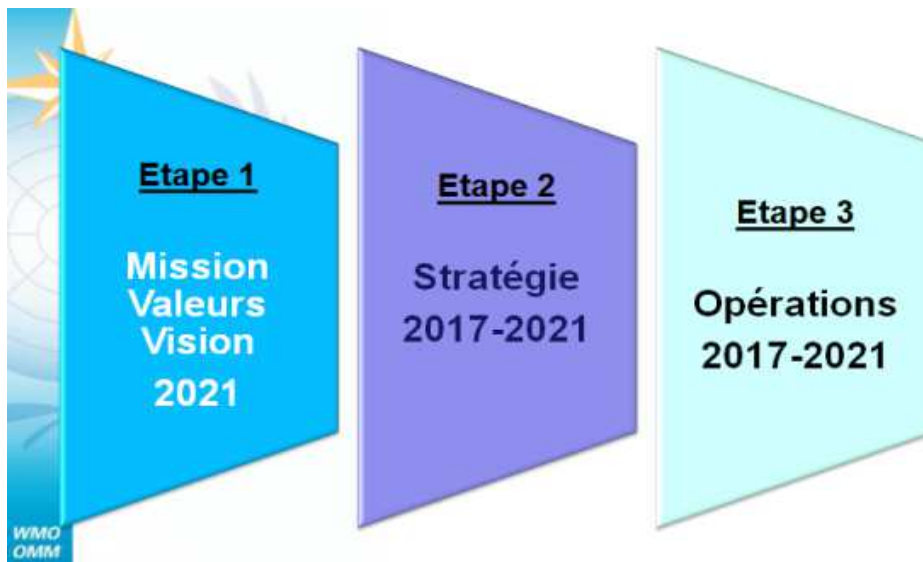 Etape 1
Mission
Valeurs
Vision
2021
Etape 2
Stratégie
2017-2021
Etape 3
Opérations
2017-2021
WMO
OMM